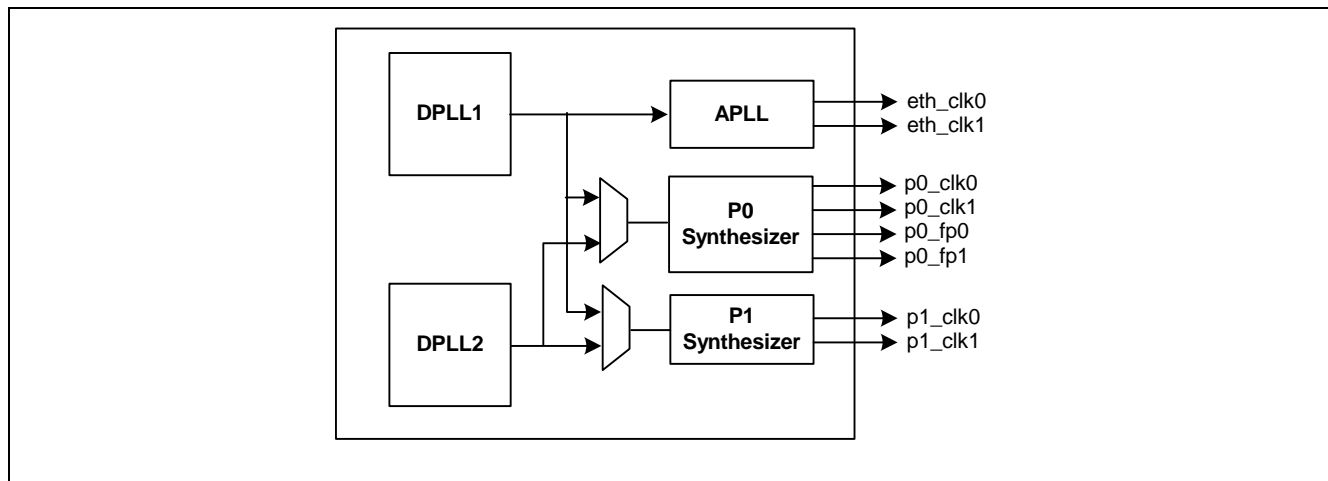 DPLL1
APLL
eth_clk0
eth_clk1
P0
Synthesizer
p0_clk0
p0_clk1
p0_fp0
p0_fp1
DPLL2
P1
Synthesizer
p1_clk0
p1_clk1